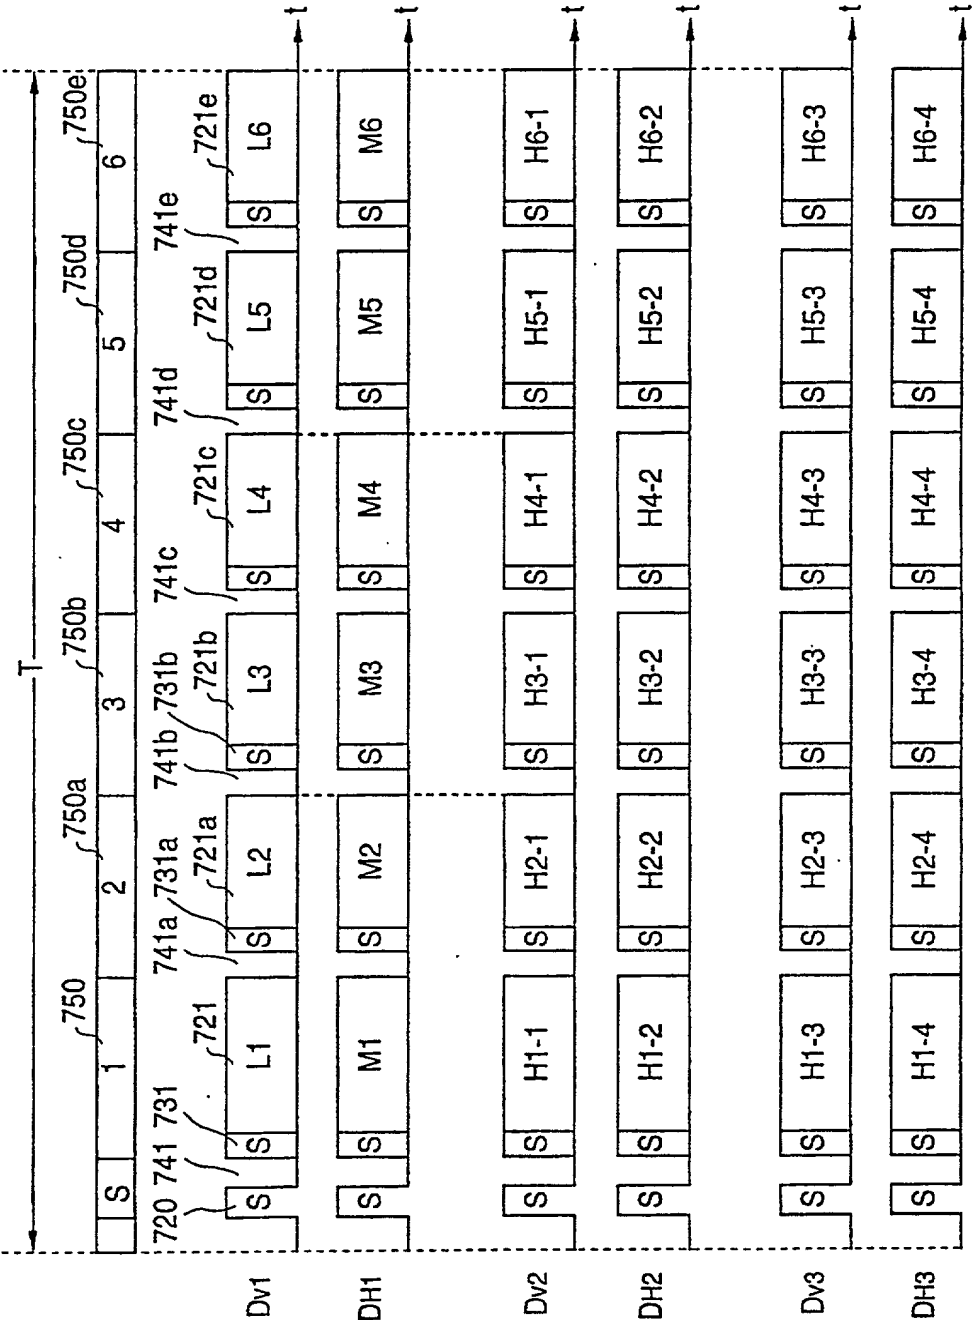 T
750 750a 750b 750c 750d 750e
S 1 2 3 4 5 6
720 741 731 721 741a 731a 721a 741b 731b 721b 741c 721c 741d 721d 741e 721e
Dv1 S S L1 S L2 S L3 S L4 S L5 S L6 t
DH1 S S M1 S M2 S M3 S M4 S M5 S M6 t
Dv2 S S H1-1 S H2-1 S H3-1 S H4-1 S H5-1 S H6-1 t
DH2 S S H1-2 S H2-2 S H3-2 S H4-2 S H5-2 S H6-2 t
Dv3 S S H1-3 S H2-3 S H3-3 S H4-3 S H5-3 S H6-3 t
DH3 S S H1-4 S H2-4 S H3-4 S H4-4 S H5-4 S H6-4 t